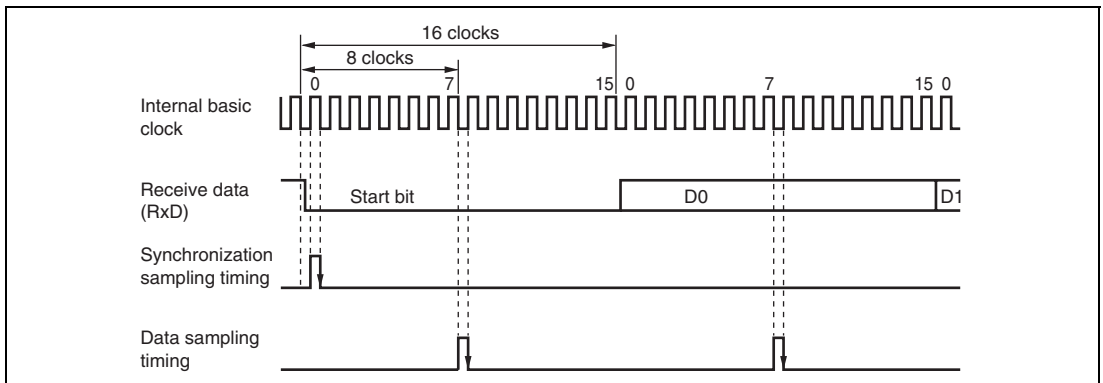 16 clocks
8 clocks
0 7 15 0 7 15 0
Internal basic
clock
Receive data
(RxD)
Start bit D0 D1
Synchronization
sampling timing
Data sampling
timing